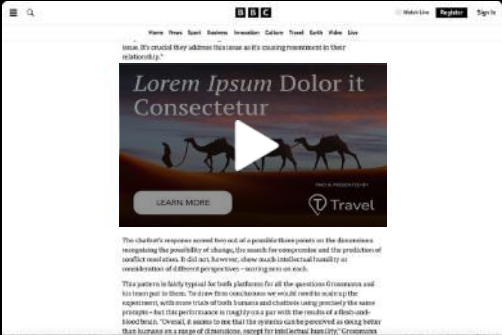 BBC
Watch Live
Register
Sign In
Home News Sport Business Innovation Culture Travel Earth Video Live
issue. It's crucial they address this issue as it's causing resentment in their
relationship."
Lorem Ipsum Dolor it
Consectetur
LEARN MORE
PAID & PRESENTED BY
Travel
The chatbot's response scored two out of a possible three points on the dimensions
recognising the possibility of change, the search for compromise and the prediction of
conflict resolution. It did not, however, show much intellectual humility or
consideration of different perspectives – scoring zero on each.
This pattern is fairly typical for both platforms for all the questions Grossmann and
his team put to them. To draw firm conclusions we would need to scale up the
experiment, with more trials of both humans and chatbots using precisely the same
prompts – but this performance is roughly on a par with the results of a flesh-and-
blood brain. "Overall, it seems to me that the systems can be perceived as doing better
than humans on a range of dimensions, except for intellectual humility," Grossmann